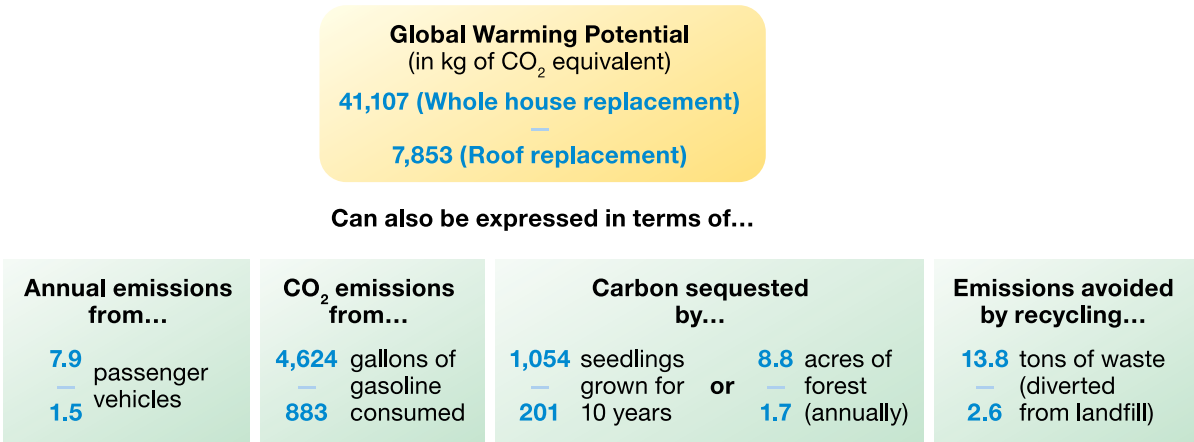 Global Warming Potential
(in kg of CO₂ equivalent)
41,107 (Whole house replacement)
—
7,853 (Roof replacement)
Can also be expressed in terms of...
Annual emissions
from...
7.9
—
1.5
passenger
vehicles
CO₂ emissions
from...
4,624 gallons of
— gasoline
883 consumed
Carbon sequested
by...
1,054 seedlings
— grown for
201 10 years
or
8.8 acres of
— forest
1.7 (annually)
Emissions avoided
by recycling...
13.8 tons of waste
— (diverted
2.6 from landfill)